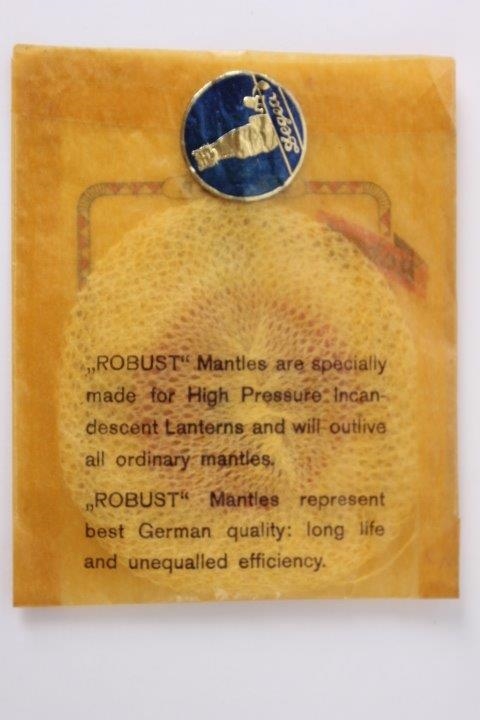 Gegea
„ROBUST“ Mantles are specially
made for High Pressure Incan-
descent Lanterns and will outlive
all ordinary mantles.
„ROBUST“ Mantles represent
best German quality: long life
and unequalled efficiency.